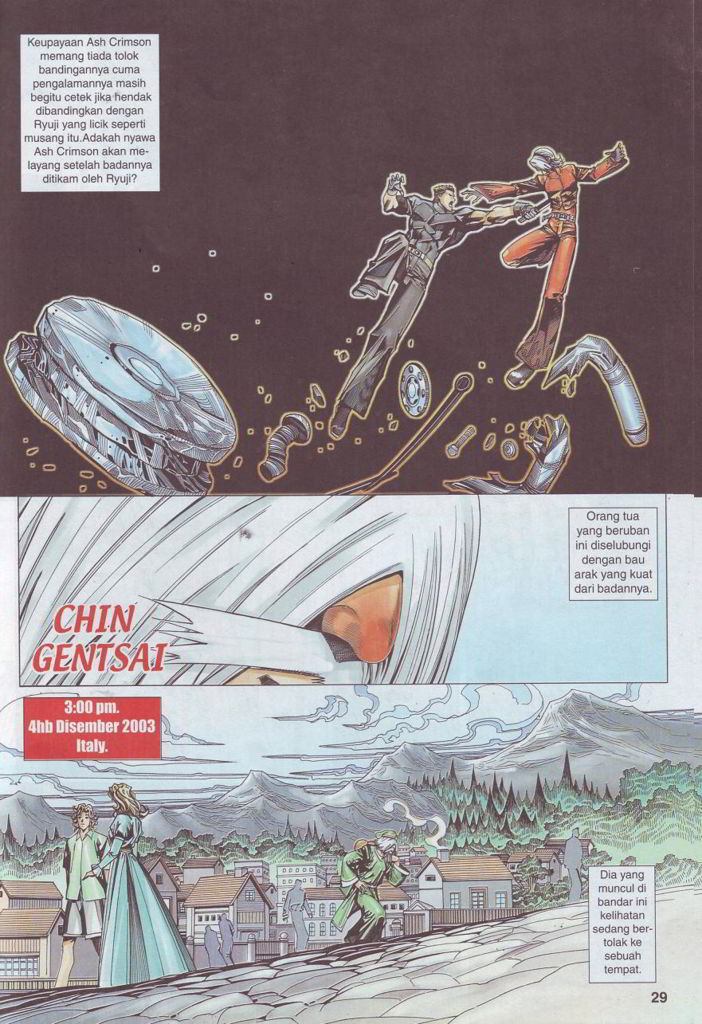 Keupayaan Ash Crimson
memang tiada tolok
bandingannya cuma
pengalamannya masih
begitu cetek jika hendak
dibandingkan dengan
Ryuji yang licik seperti
musang itu.Adakah nyawa
Ash Crimson akan me-
layang setelah badannya
ditikam oleh Ryuji?
Orang tua
yang beruban
ini diselubungi
dengan bau
arak yang kuat
dari badannya.
CHIN
GENTSAI
3:00 pm.
4hb Disember 2003
Italy.
Dia yang
muncul di
bandar ini
kelihatan
sedang ber-
tolak ke
sebuah
tempat.
29